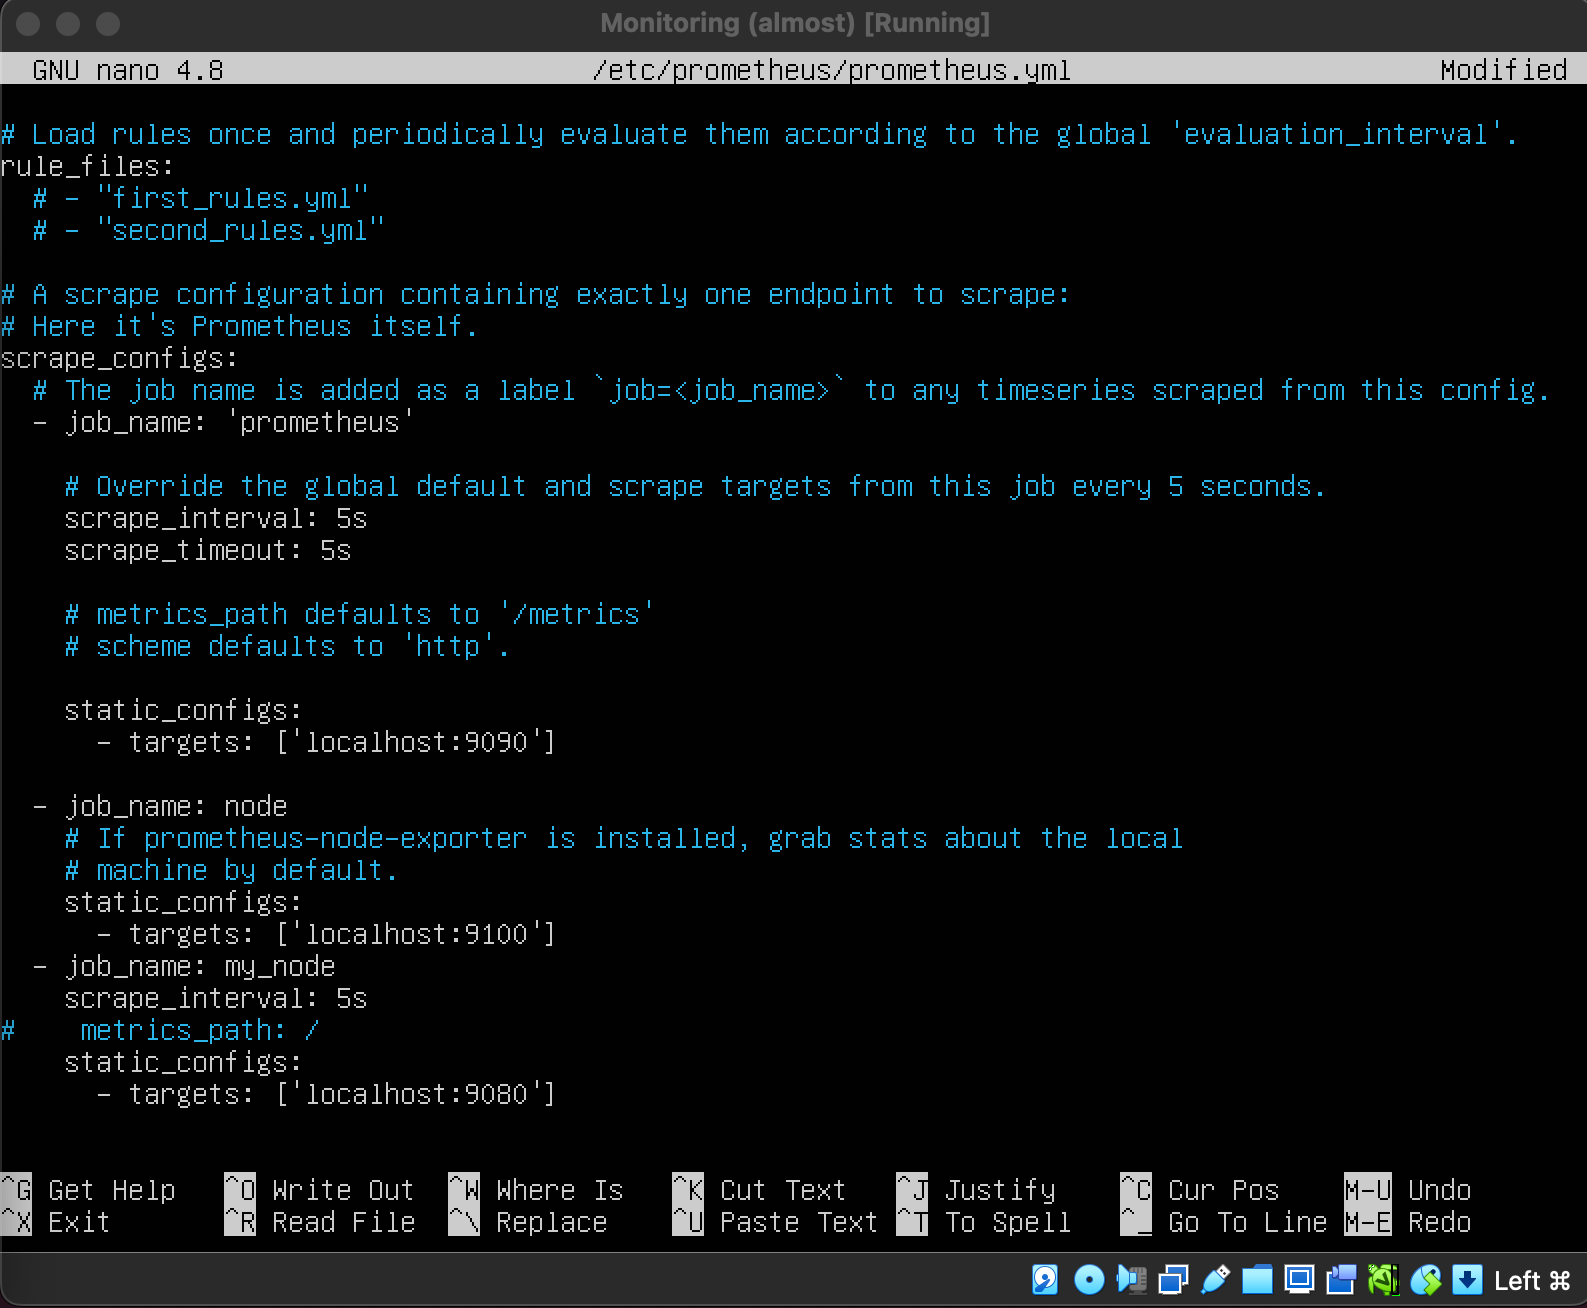 Monitoring (almost) [Running]
GNU nano 4.8 /etc/prometheus/prometheus.yml Modified
# Load rules once and periodically evaluate them according to the global 'evaluation_interval'.
rule_files:
  # - "first_rules.yml"
  # - "second_rules.yml"
# A scrape configuration containing exactly one endpoint to scrape:
# Here it's Prometheus itself.
scrape_configs:
  # The job name is added as a label `job=<job_name>` to any timeseries scraped from this config.
  - job_name: 'prometheus'
    # Override the global default and scrape targets from this job every 5 seconds.
    scrape_interval: 5s
    scrape_timeout: 5s
    # metrics_path defaults to '/metrics'
    # scheme defaults to 'http'.
    static_configs:
      - targets: ['localhost:9090']
  - job_name: node
    # If prometheus-node-exporter is installed, grab stats about the local
    # machine by default.
    static_configs:
      - targets: ['localhost:9100']
  - job_name: my_node
    scrape_interval: 5s
#    metrics_path: /
    static_configs:
      - targets: ['localhost:9080']
^G Get Help ^O Write Out ^W Where Is ^K Cut Text ^J Justify ^C Cur Pos M-U Undo
^X Exit ^R Read File ^\ Replace ^U Paste Text ^T To Spell ^_ Go To Line M-E Redo
Left ⌘